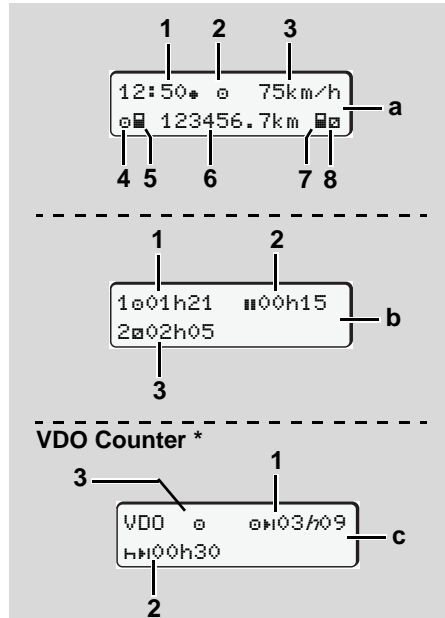 1 2 3
12:50● ⊙ 75km/h
a
⊙▮ 123456.7km ▮⧄
4 5 6 7 8
1 2
1⊙01h21 ▮▮00h15
b
2⧄02h05
3
VDO Counter *
1
3
VDO ⊙ ⊙▶|03h09
c
h▶|00h30
2